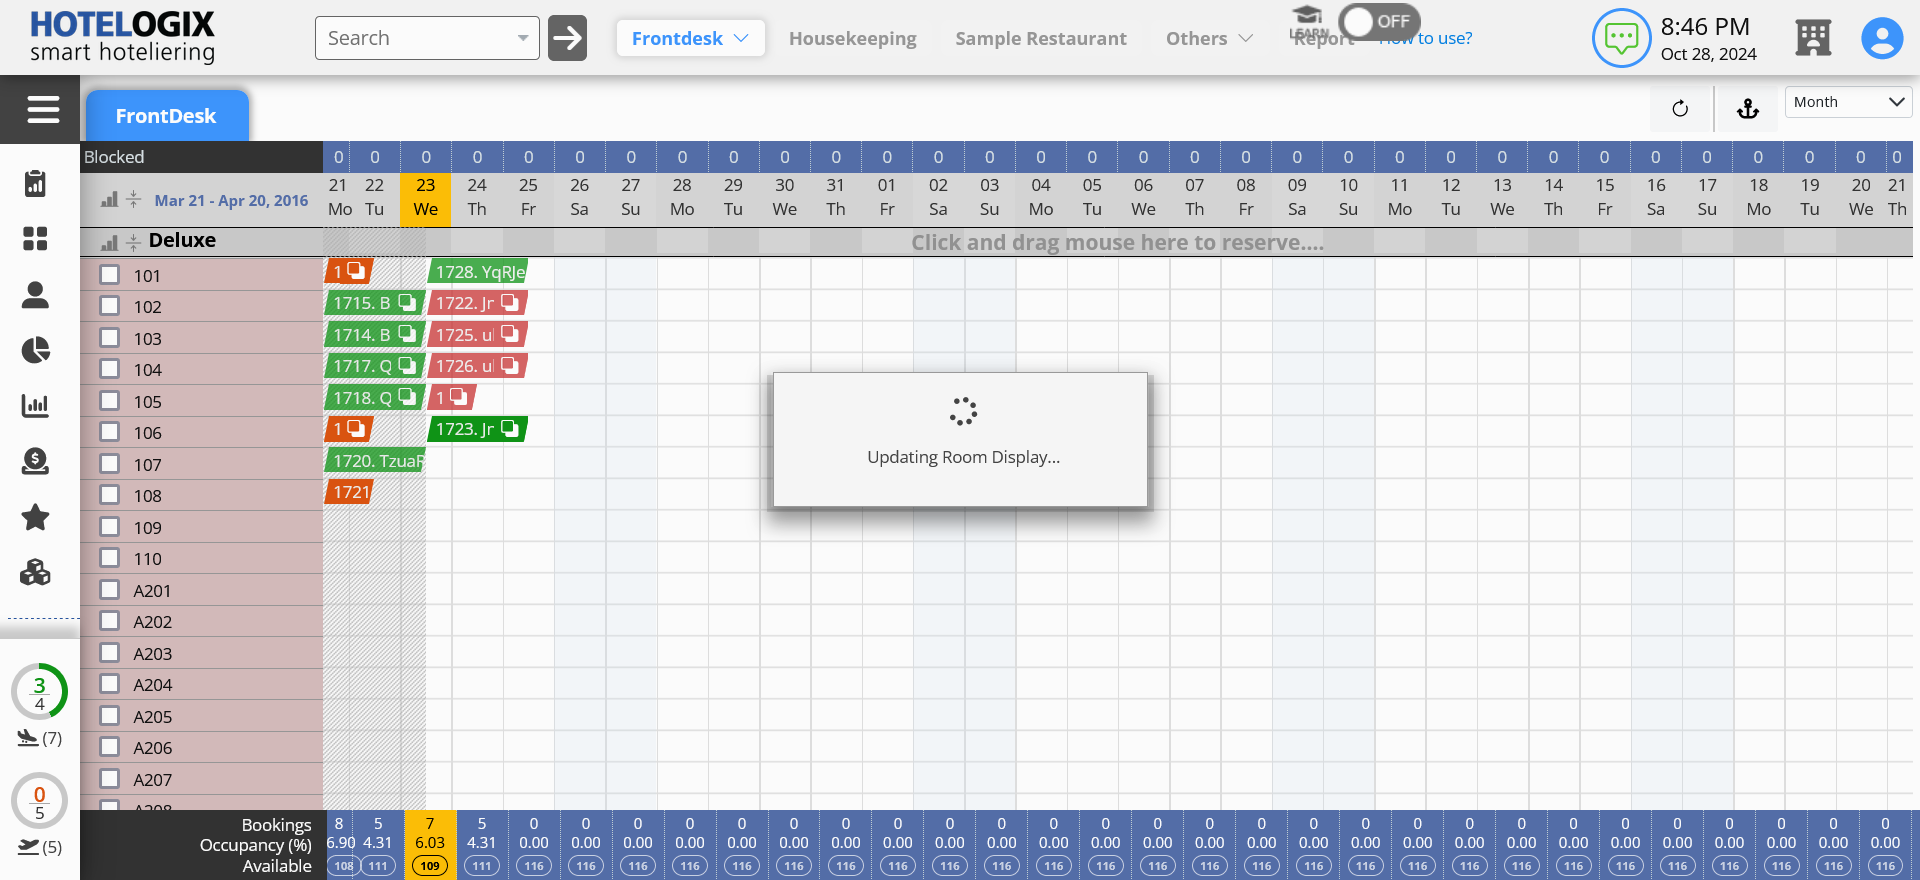 HOTELOGIX
smart hoteliering
Search
Frontdesk
Housekeeping
Sample Restaurant
Others
Report
LEARN
OFF
How to use?
8:46 PM
Oct 28, 2024
FrontDesk
Month
Blocked 0 0 0 0 0 0 0 0 0 0 0 0 0 0 0 0 0 0 0 0 0 0 0 0 0 0 0 0 0 0 0 0
Mar 21 - Apr 20, 2016
21 22 23 24 25 26 27 28 29 30 31 01 02 03 04 05 06 07 08 09 10 11 12 13 14 15 16 17 18 19 20 21
Mo Tu We Th Fr Sa Su Mo Tu We Th Fr Sa Su Mo Tu We Th Fr Sa Su Mo Tu We Th Fr Sa Su Mo Tu We Th
Deluxe
Click and drag mouse here to reserve....
101 1 1728. YqRJe
102 1715. B 1722. Jr
103 1714. B 1725. u
104 1717. Q 1726. u
105 1718. Q 1
106 1 1723. Jr
107 1720. TzuaR
108 1721
109
110
A201
A202
A203
A204
A205
A206
A207
A208
Updating Room Display...
3
4
(7)
0
5
(5)
Bookings 8 5 7 5 0 0 0 0 0 0 0 0 0 0 0 0 0 0 0 0 0 0 0 0 0 0 0 0 0 0 0
Occupancy (%) 6.90 4.31 6.03 4.31 0.00 0.00 0.00 0.00 0.00 0.00 0.00 0.00 0.00 0.00 0.00 0.00 0.00 0.00 0.00 0.00 0.00 0.00 0.00 0.00 0.00 0.00 0.00 0.00 0.00 0.00 0.00
Available 108 111 109 111 116 116 116 116 116 116 116 116 116 116 116 116 116 116 116 116 116 116 116 116 116 116 116 116 116 116 116